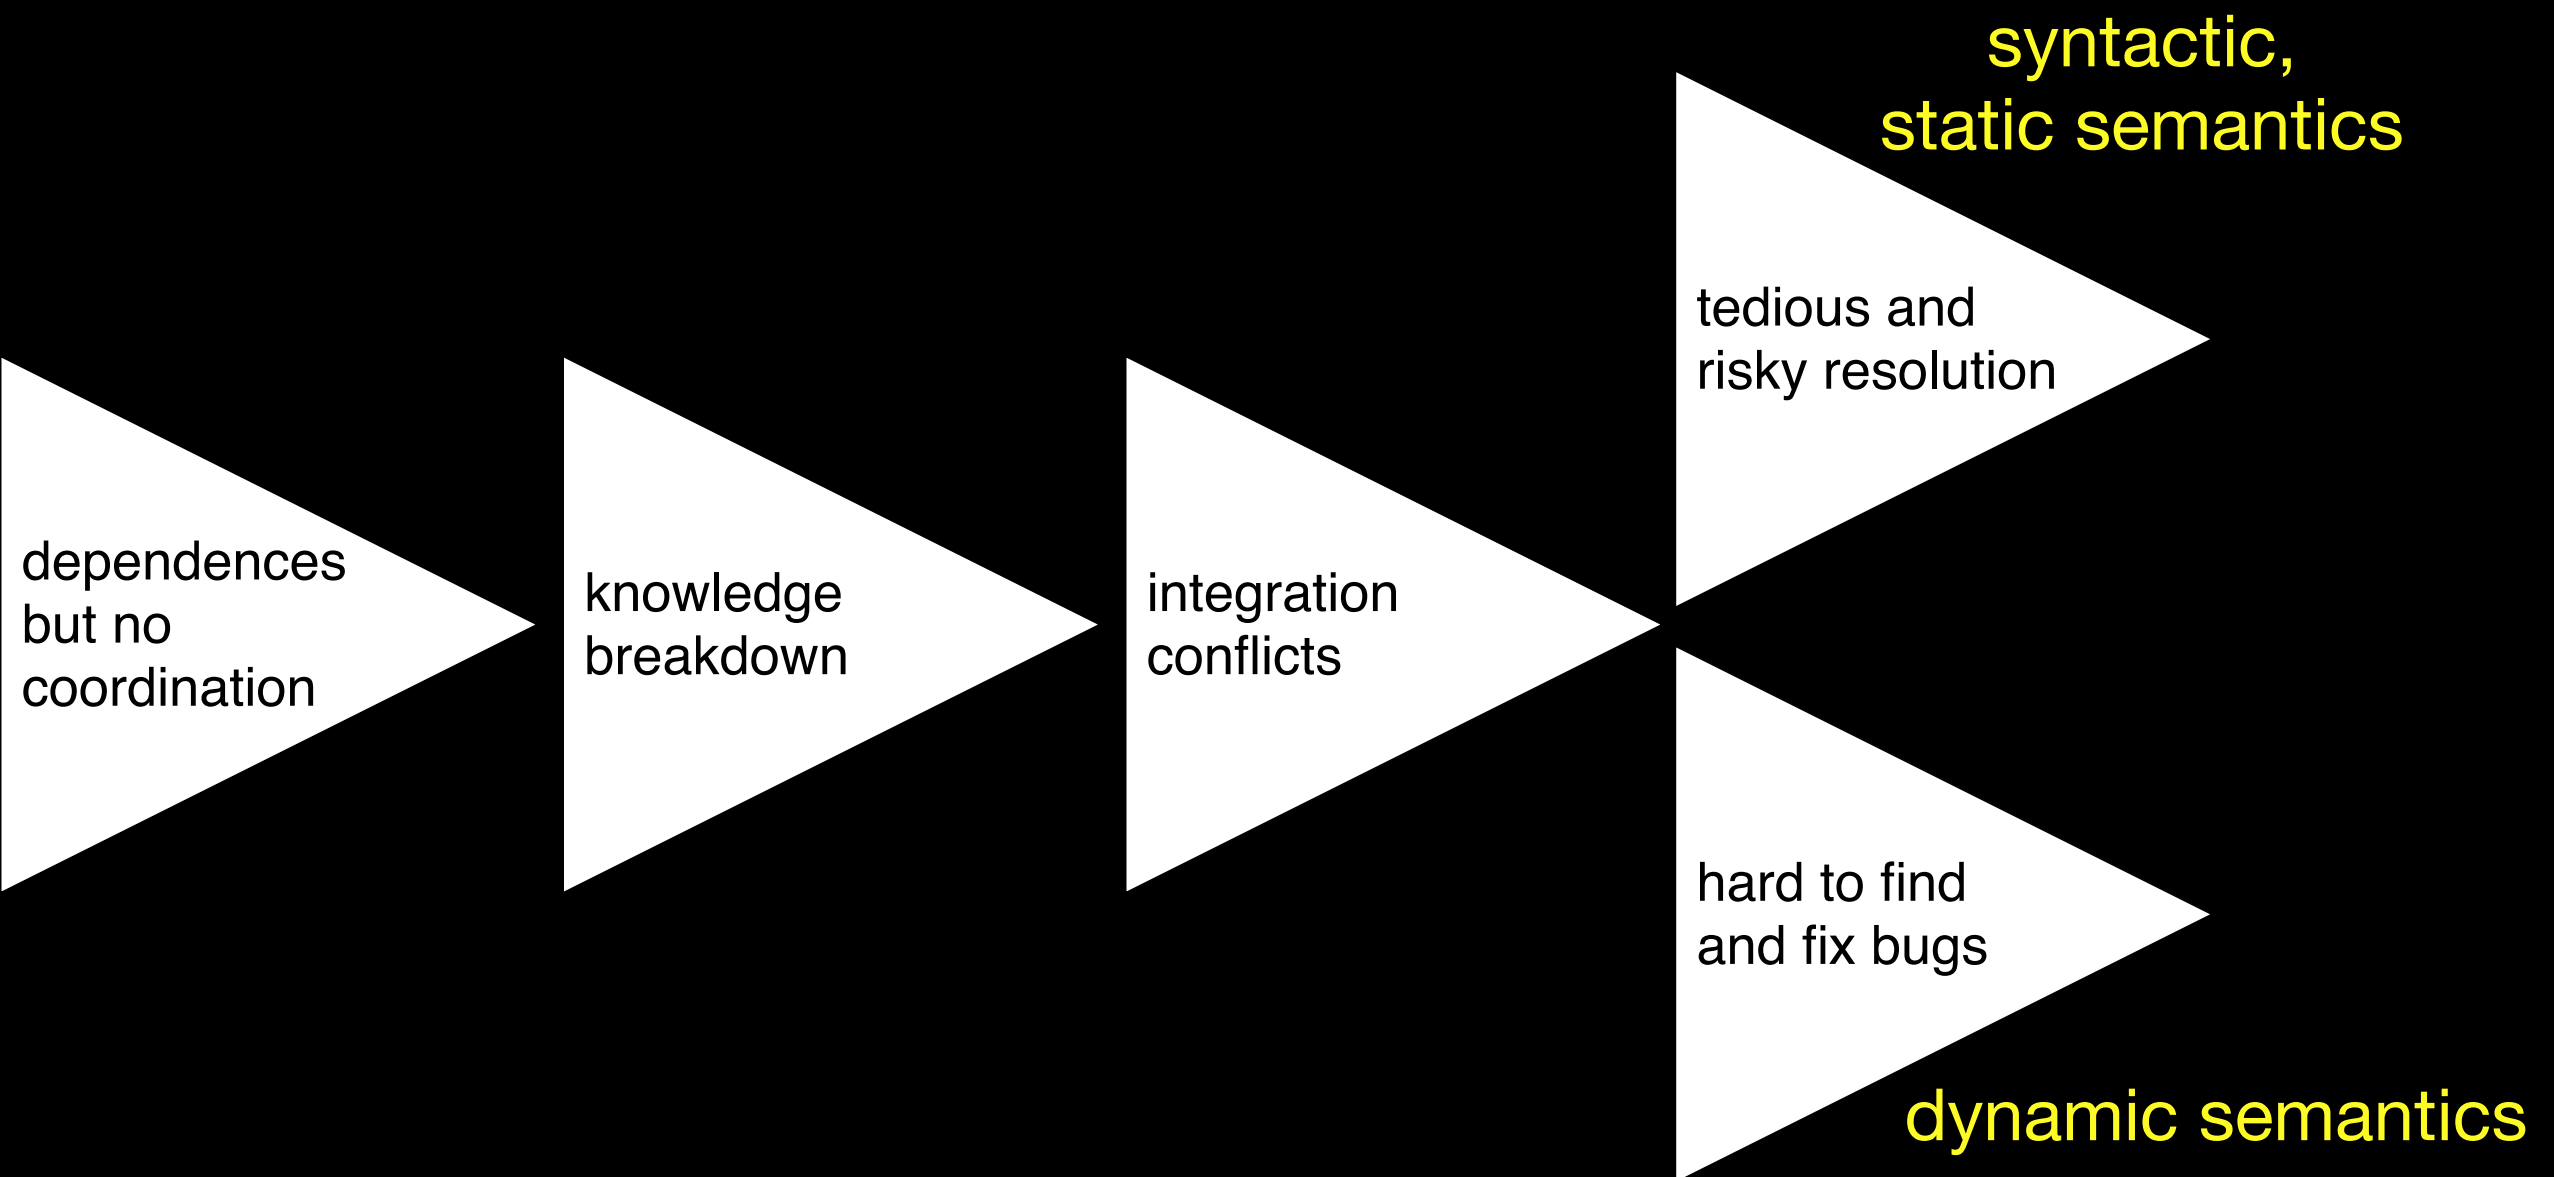 dependences
but no
coordination
knowledge
breakdown
integration
conflicts
syntactic,
static semantics
tedious and
risky resolution
hard to find
and fix bugs
dynamic semantics